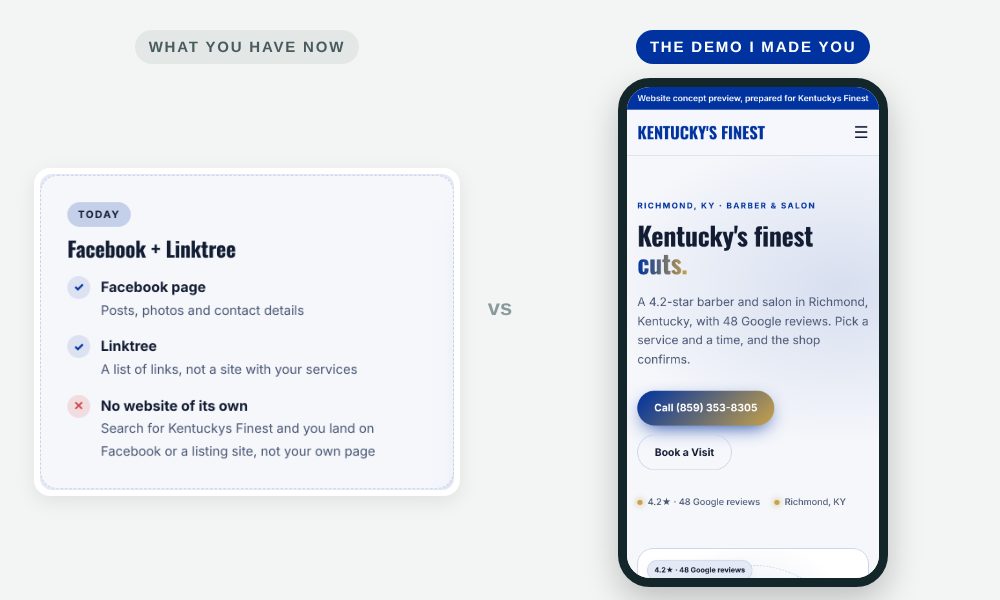 WHAT YOU HAVE NOW
TODAY
Facebook + Linktree
Facebook page
Posts, photos and contact details
Linktree
A list of links, not a site with your services
No website of its own
Search for Kentuckys Finest and you land on
Facebook or a listing site, not your own page
vs
THE DEMO I MADE YOU
Website concept preview, prepared for Kentuckys Finest
KENTUCKY'S FINEST
RICHMOND, KY · BARBER & SALON
Kentucky's finest
cuts.
A 4.2-star barber and salon in Richmond,
Kentucky, with 48 Google reviews. Pick a
service and a time, and the shop
confirms.
Call (859) 353-8305
Book a Visit
4.2★ · 48 Google reviews
Richmond, KY
4.2★ · 48 Google reviews